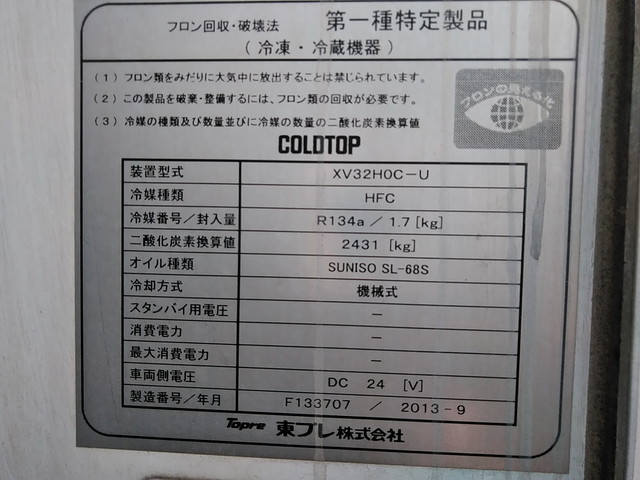 フロン回収・破壊法 第一種特定製品
（冷凍・冷蔵機器）
（１）フロン類をみだりに大気中に放出することは禁じられています。
（２）この製品を破棄・整備するには、フロン類の回収が必要です。
（３）冷媒の種類及び数量並びに冷媒の数量の二酸化炭素換算値
フロンの見える化
COLDTOP
装置型式 XV32H0C-U
冷媒種類 HFC
冷媒番号／封入量 R134a ／ 1.7 [kg]
二酸化炭素換算値 2431 [kg]
オイル種類 SUNISO SL-68S
冷却方式 機械式
スタンバイ用電圧 －
消費電力 －
最大消費電力 －
車両側電圧 DC 24 [V]
製造番号／年月 F133707 ／ 2013-9
Topre 東プレ株式会社